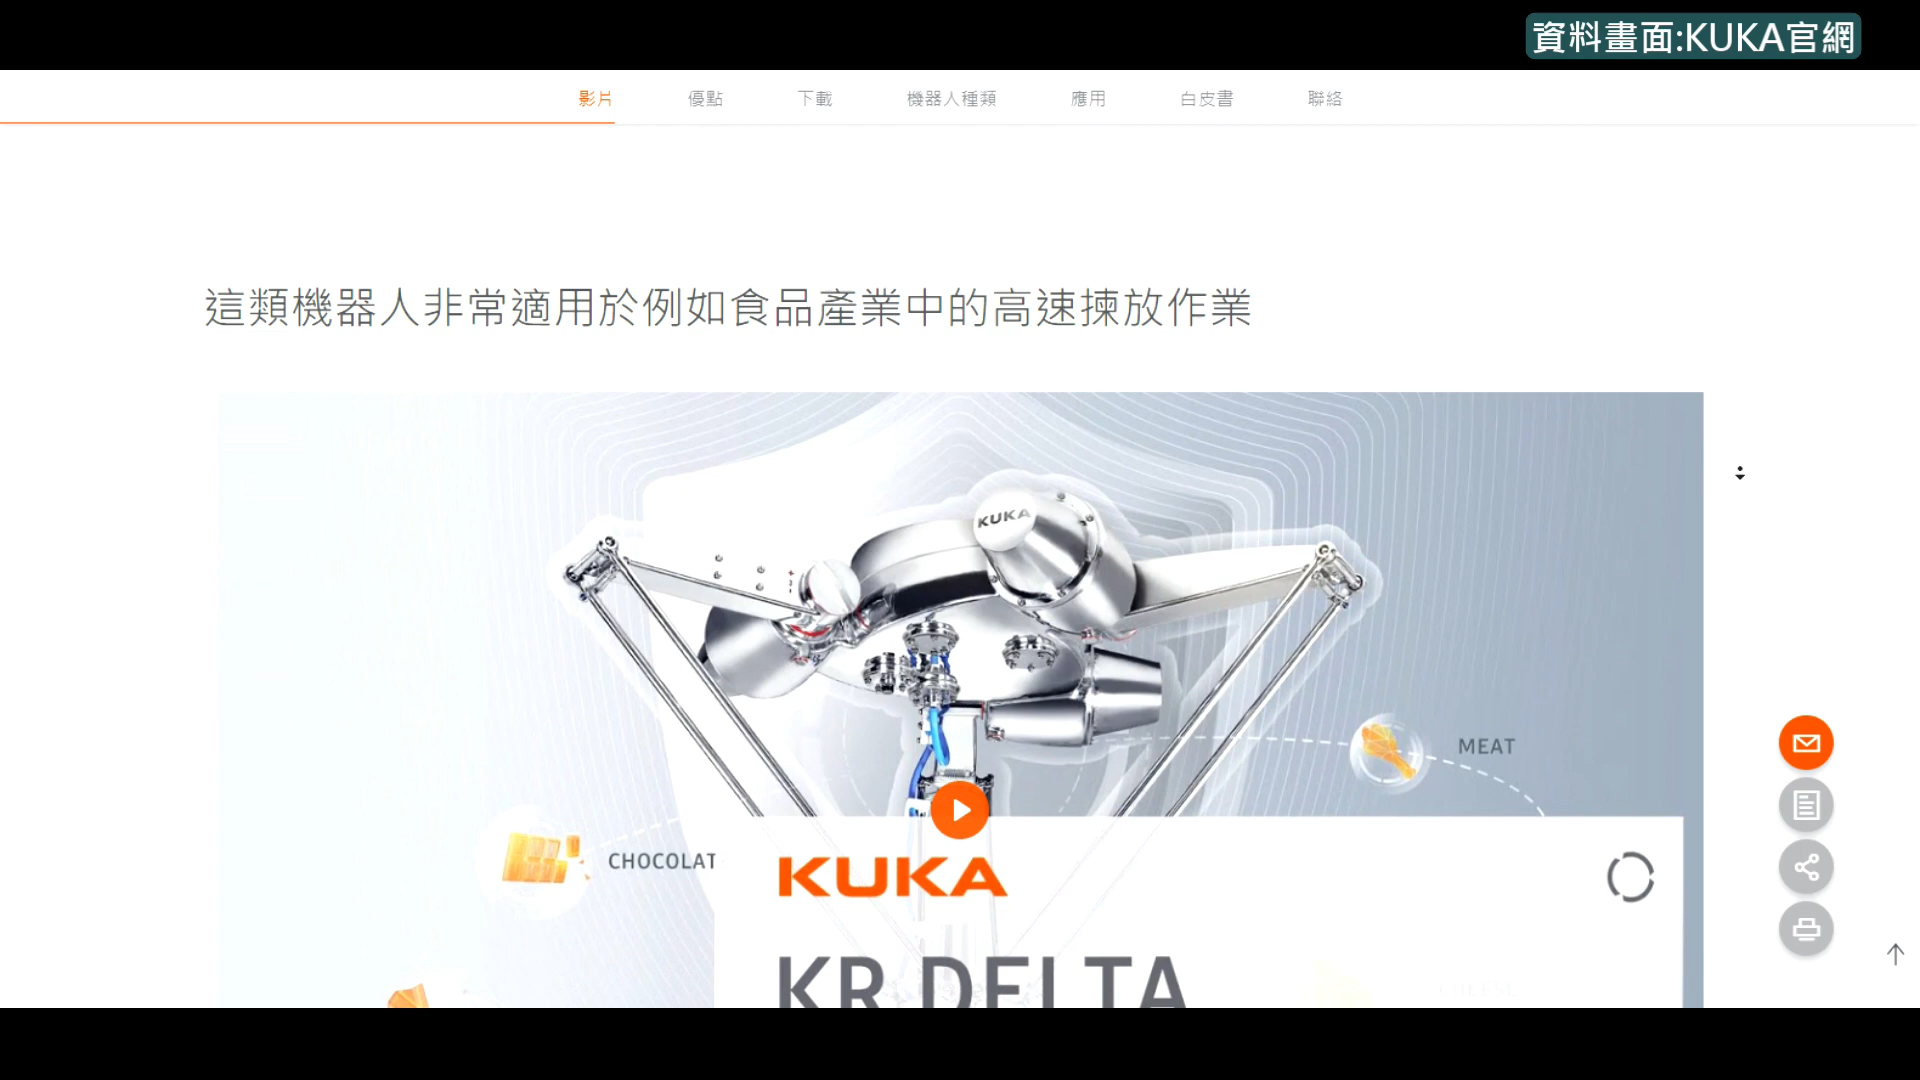 資料畫面:KUKA官網
影片 優點 下載 機器人種類 應用 白皮書 聯絡
這類機器人非常適用於例如食品產業中的高速揀放作業
KUKA
MEAT
CHOCOLAT
KUKA
KR DELTA